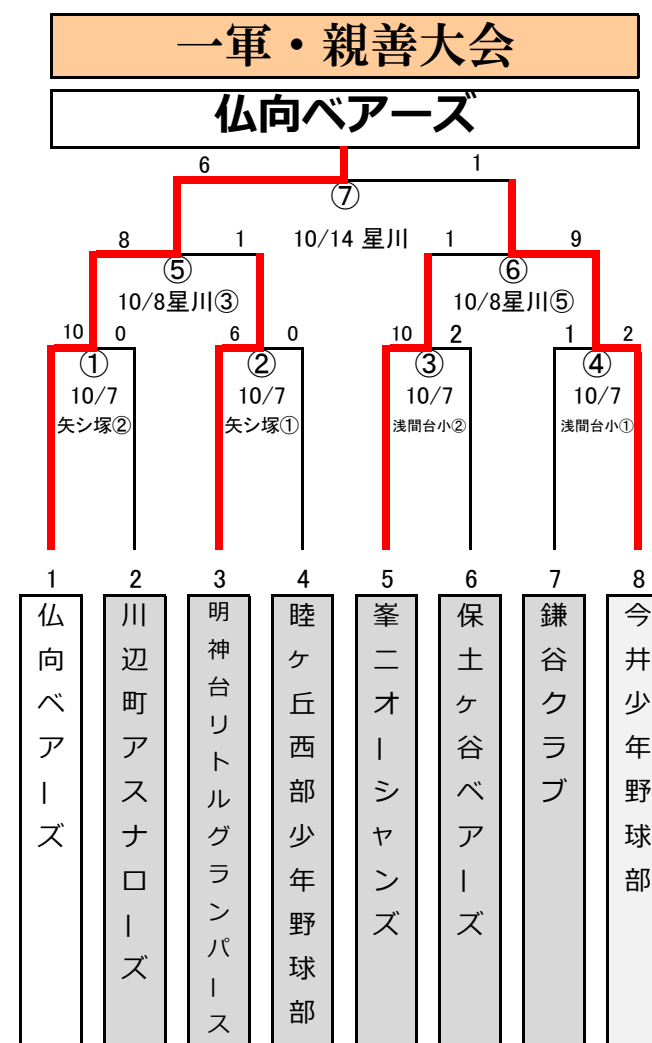 一軍・親善大会
仏向ベアーズ
6 1
⑦
10/14 星川
8 1 1 9
⑤ ⑥
10/8星川③ 10/8星川⑤
10 0 6 0 10 2 1 2
① ② ③ ④
10/7 10/7 10/7 10/7
矢シ塚② 矢シ塚① 浅間台小② 浅間台小①
1 2 3 4 5 6 7 8
仏向ベアーズ
川辺町アスナローズ
明神台リトルグランパース
睦ヶ丘西部少年野球部
峯二オーシャンズ
保土ヶ谷ベアーズ
鎌谷クラブ
今井少年野球部